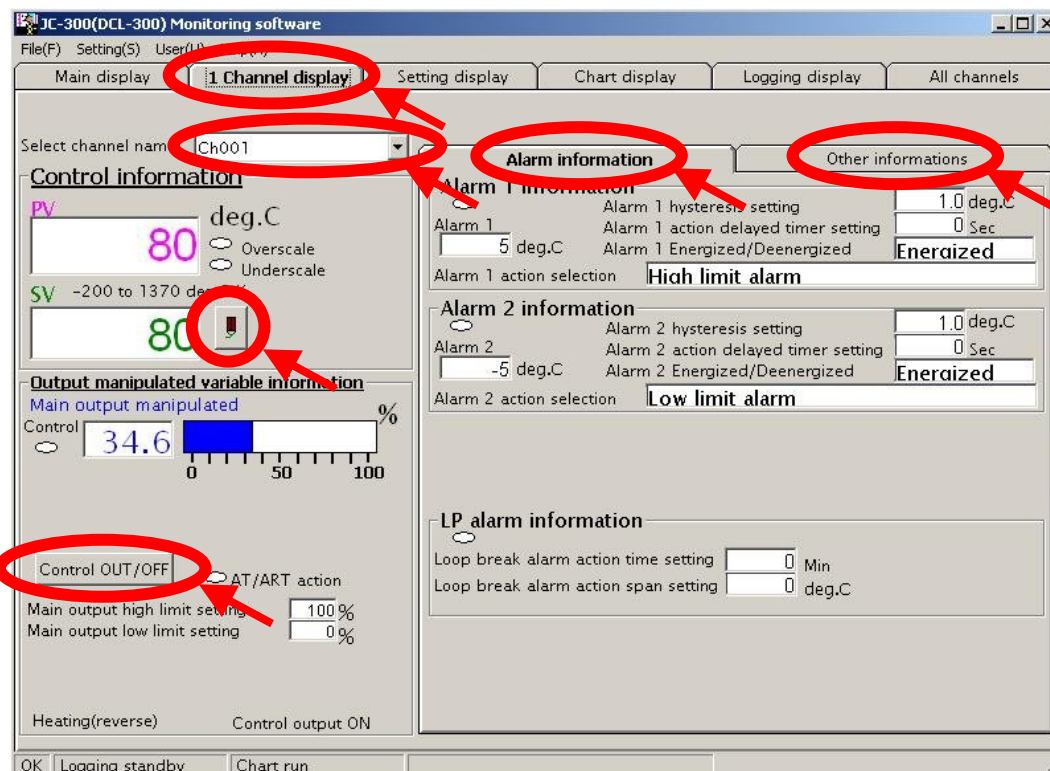 JC-300(DCL-300) Monitoring software
File(F) Setting(S)
Main display 1 Channel display Setting display Chart display Logging display All channels
Select channel name Ch001
Alarm information Other informations
Control information
PV
80 deg.C
Overscale
Underscale
SV -200 to 1370
80
Output manipulated variable information
Main output manipulated
Control 34.6 %
0 50 100
Control OUT/OFF
AT/ART action
Main output high limit setting 100 %
Main output low limit setting 0 %
Heating(reverse) Control output ON
Alarm 1 information
Alarm 1 hysteresis setting 1.0 deg.C
Alarm 1 Alarm 1 action delayed timer setting 0 Sec
5 deg.C Alarm 1 Energized/Deenergized Energized
Alarm 1 action selection High limit alarm
Alarm 2 information
Alarm 2 hysteresis setting 1.0 deg.C
Alarm 2 Alarm 2 action delayed timer setting 0 Sec
-5 deg.C Alarm 2 Energized/Deenergized Energized
Alarm 2 action selection Low limit alarm
LP alarm information
Loop break alarm action time setting 0 Min
Loop break alarm action span setting 0 deg.C
OK Logging standby Chart run